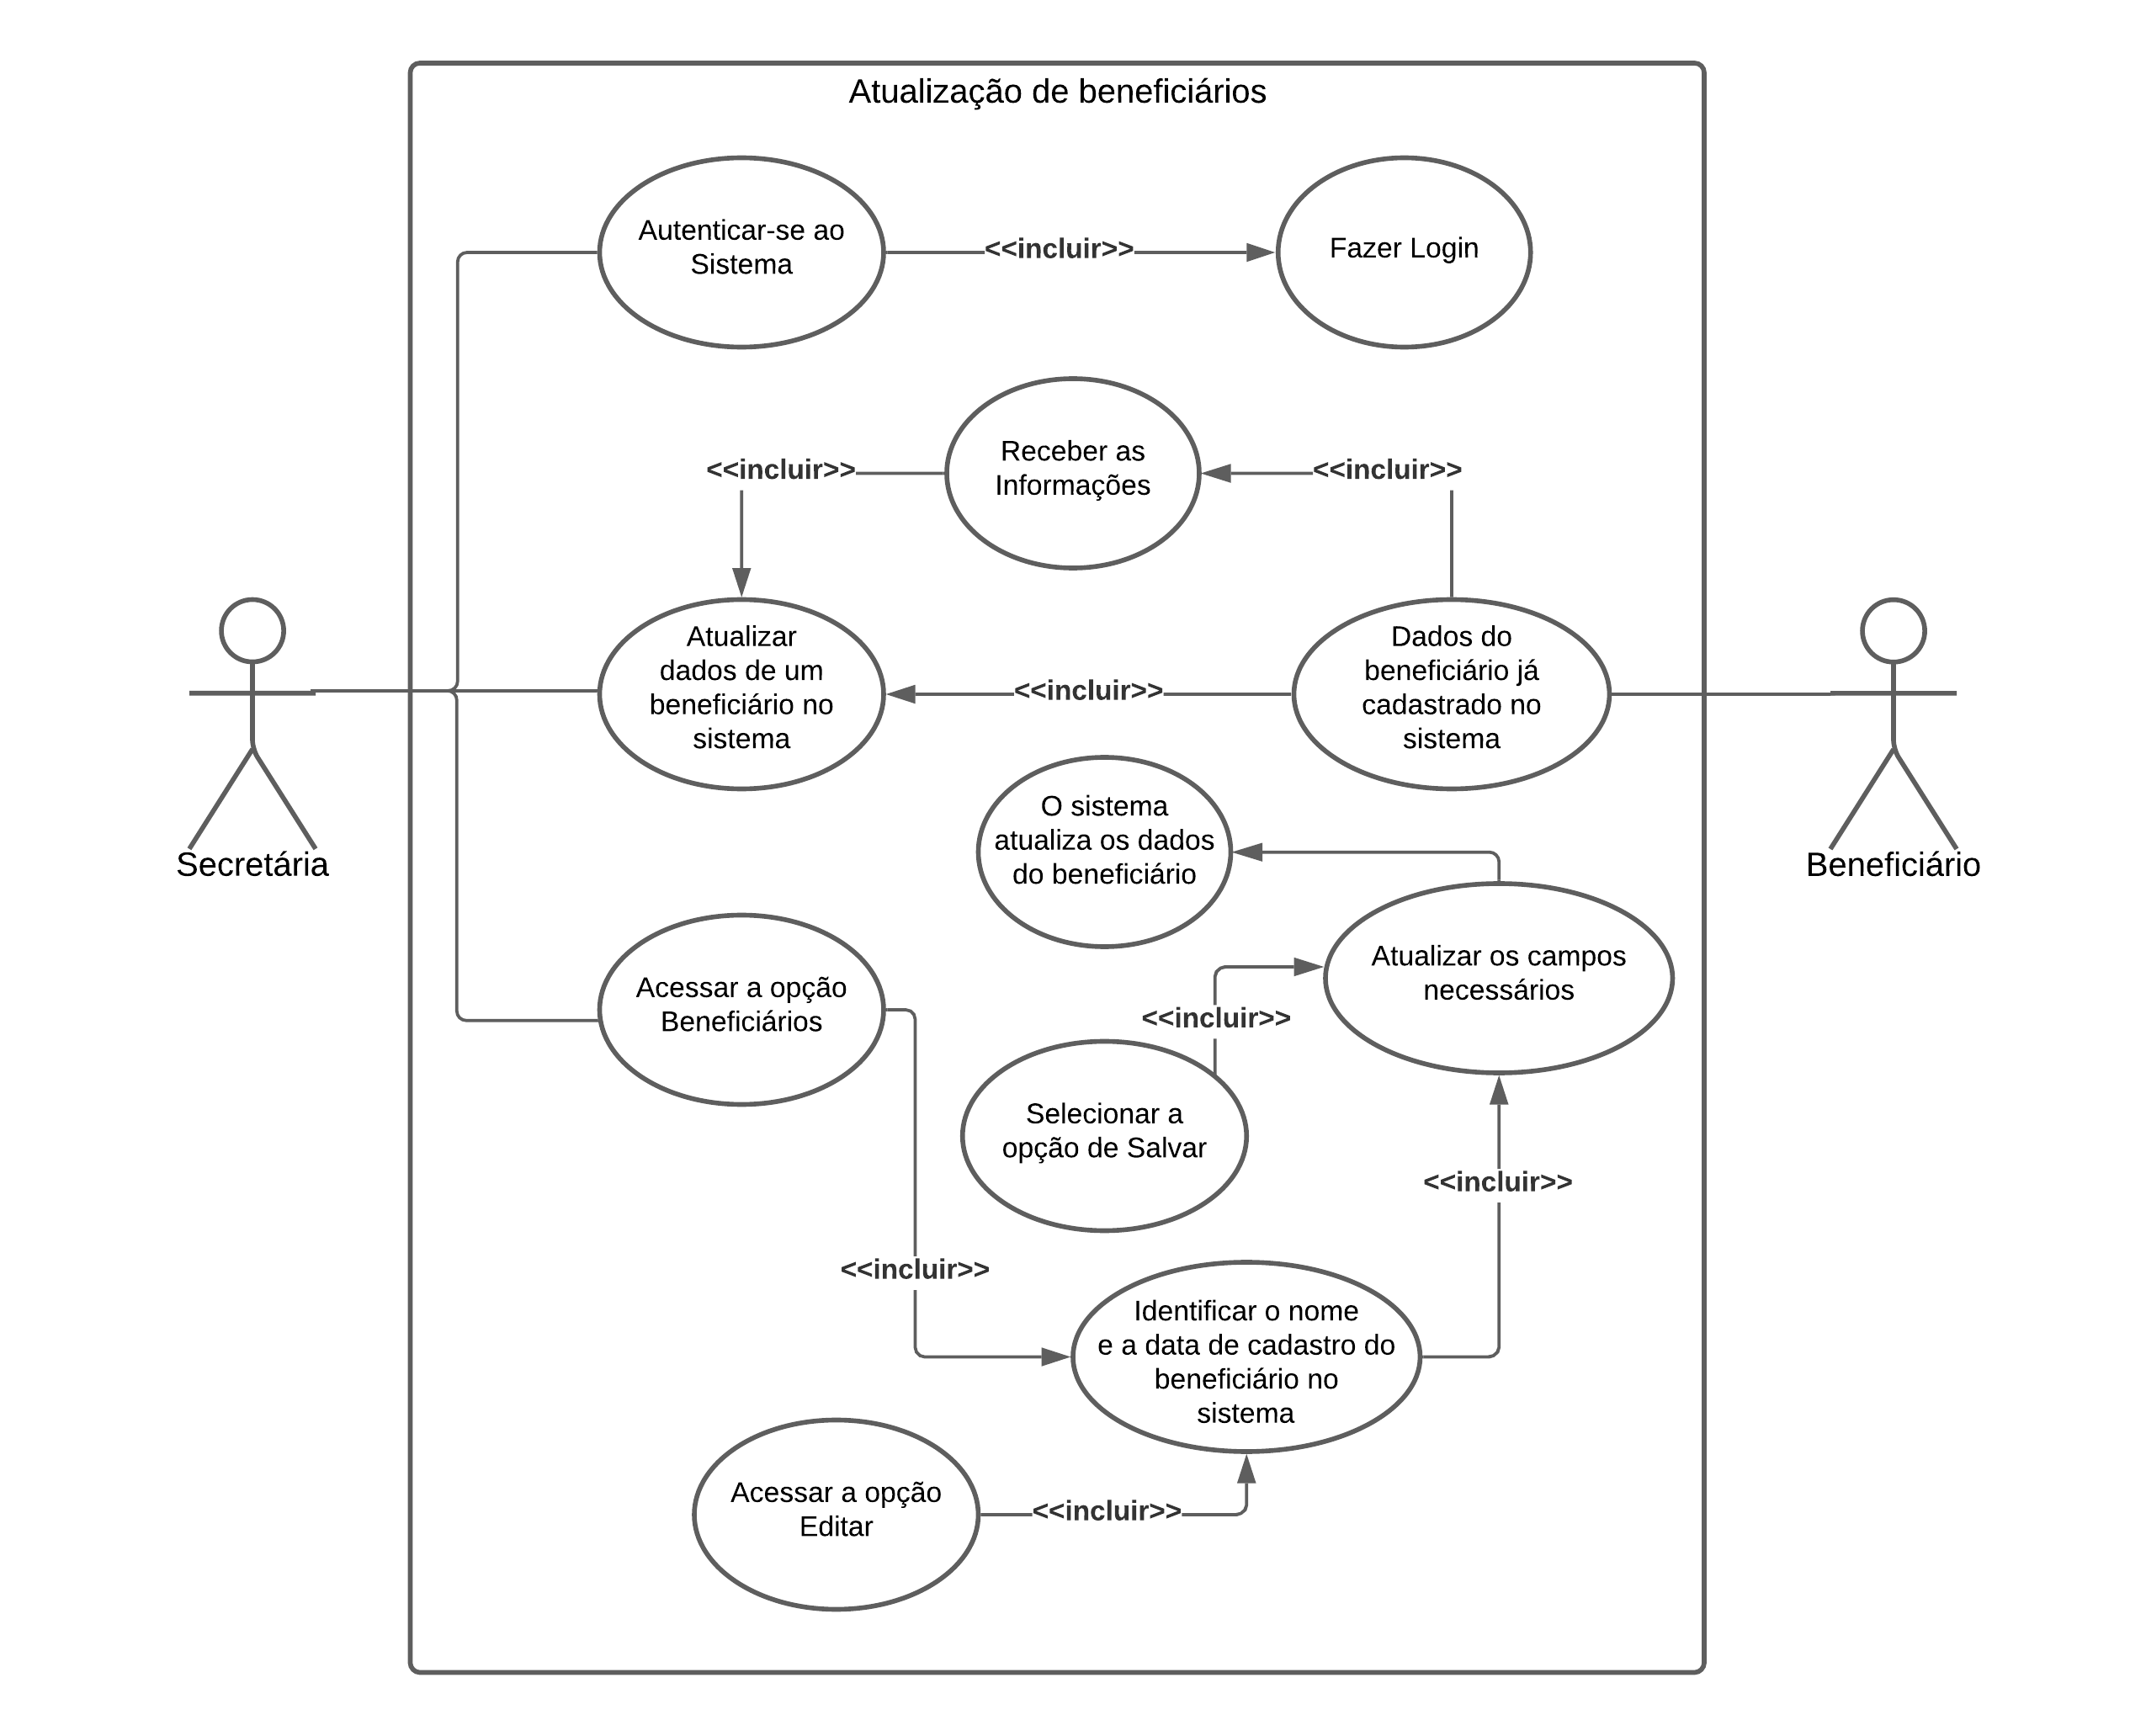 Atualização de beneficiários
Autenticar-se ao
Sistema
<<incluir>>
Fazer Login
Receber as
Informações
<<incluir>>
<<incluir>>
Atualizar
dados de um
beneficiário no
sistema
<<incluir>>
Dados do
beneficiário já
cadastrado no
sistema
Secretária
Beneficiário
O sistema
atualiza os dados
do beneficiário
Atualizar os campos
necessários
Acessar a opção
Beneficiários
<<incluir>>
Selecionar a
opção de Salvar
<<incluir>>
<<incluir>>
Identificar o nome
e a data de cadastro do
beneficiário no
sistema
Acessar a opção
Editar
<<incluir>>